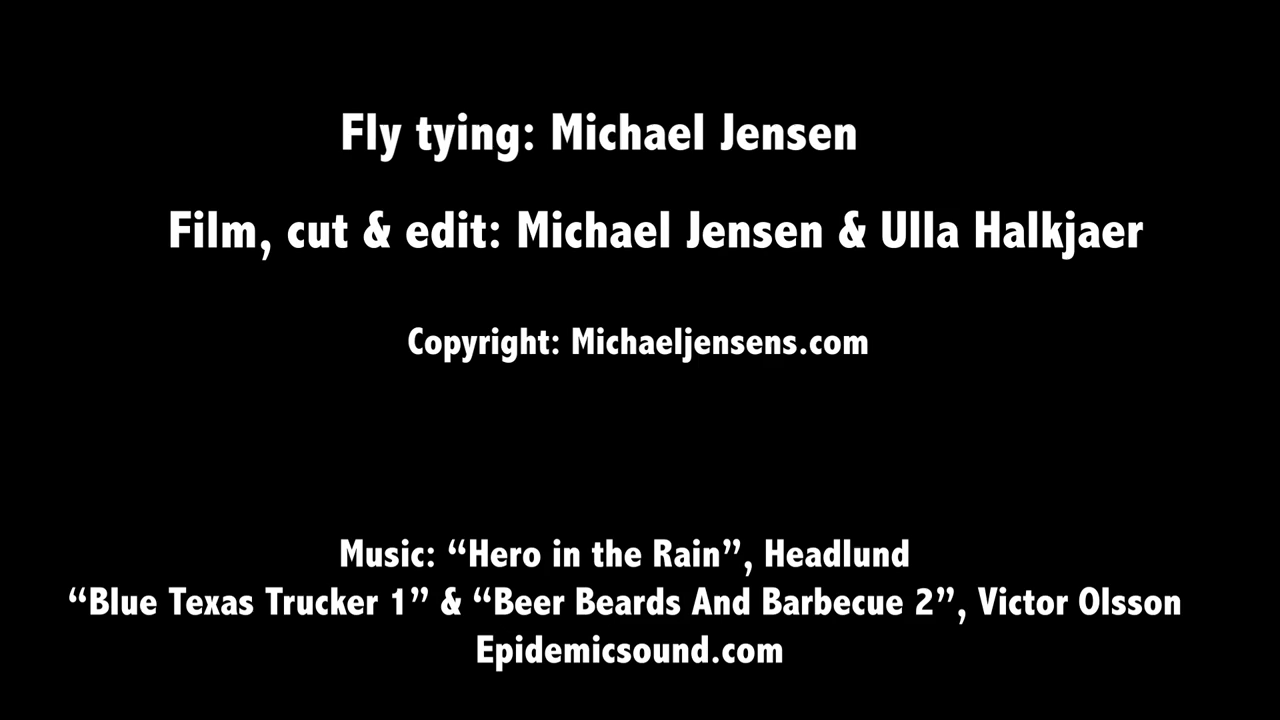 Fly tying: Michael Jensen
Film, cut & edit: Michael Jensen & Ulla Halkjaer
Copyright: Michaeljensens.com
Music: “Hero in the Rain”, Headlund
“Blue Texas Trucker 1” & “Beer Beards And Barbecue 2”, Victor Olsson
Epidemicsound.com